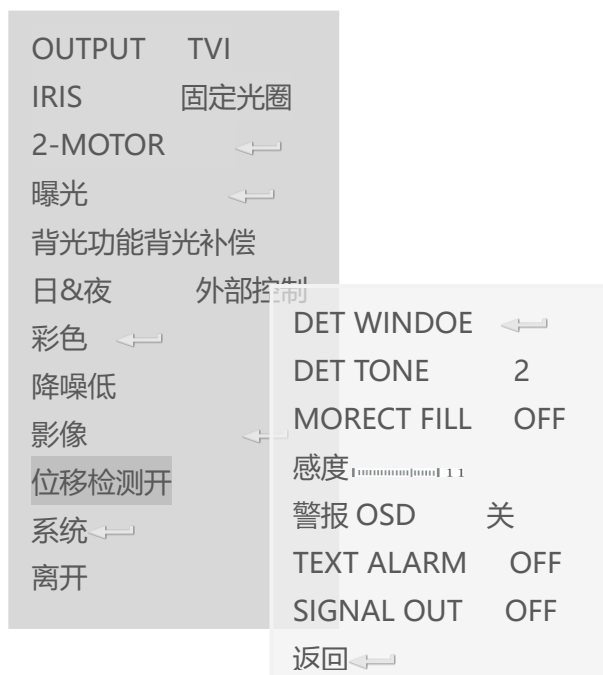 OUTPUT TVI
IRIS 固定光圈
2-MOTOR
曝光
背光功能背光补偿
日&夜 外部控制
彩色
降噪低
影像
位移检测开
系统
离开
DET WINDOE
DET TONE 2
MORECT FILL OFF
感度 11
警报 OSD 关
TEXT ALARM OFF
SIGNAL OUT OFF
返回